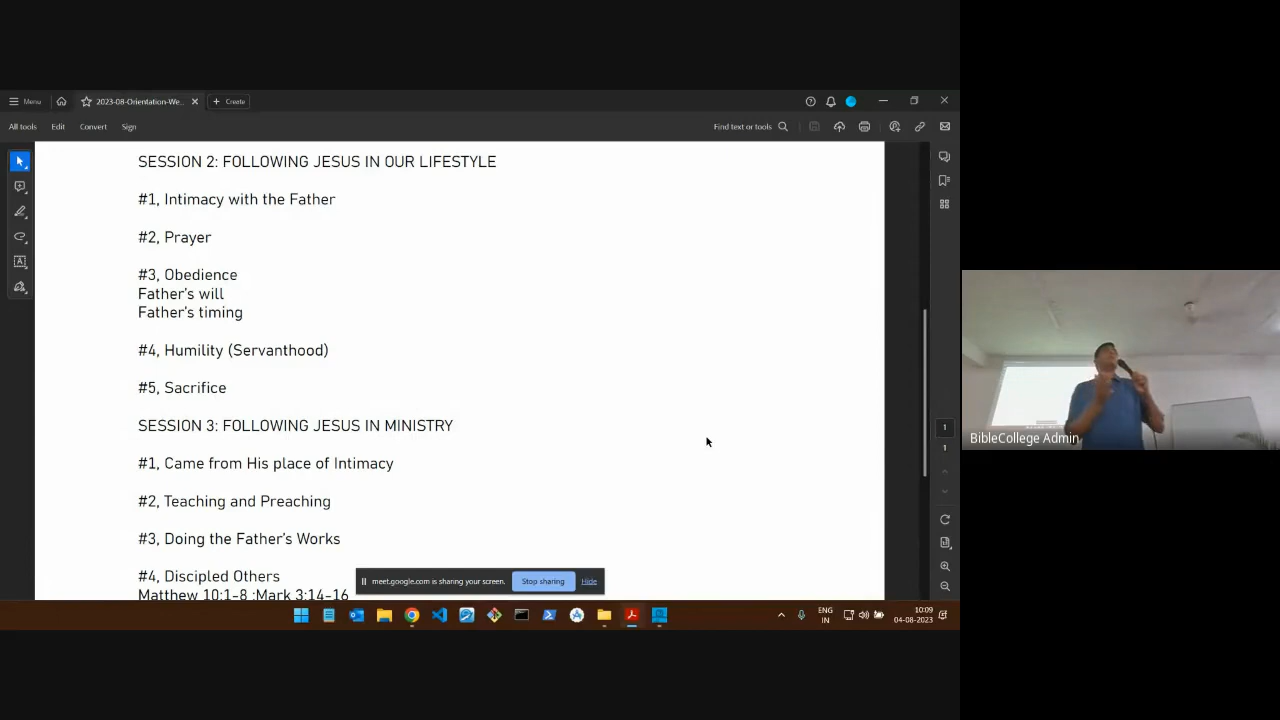 Menu
2023-08-Orientation-We...
Create
All tools
Edit
Convert
Sign
Find text or tools
SESSION 2: FOLLOWING JESUS IN OUR LIFESTYLE
#1, Intimacy with the Father
#2, Prayer
#3, Obedience
Father's will
Father's timing
#4, Humility (Servanthood)
#5, Sacrifice
SESSION 3: FOLLOWING JESUS IN MINISTRY
#1, Came from His place of Intimacy
#2, Teaching and Preaching
#3, Doing the Father's Works
#4, Discipled Others
Matthew 10:1-8 ;Mark 3:14-16
1
1
meet.google.com is sharing your screen.
Stop sharing
Hide
ENG
IN
10:09
04-08-2023
BibleCollege Admin